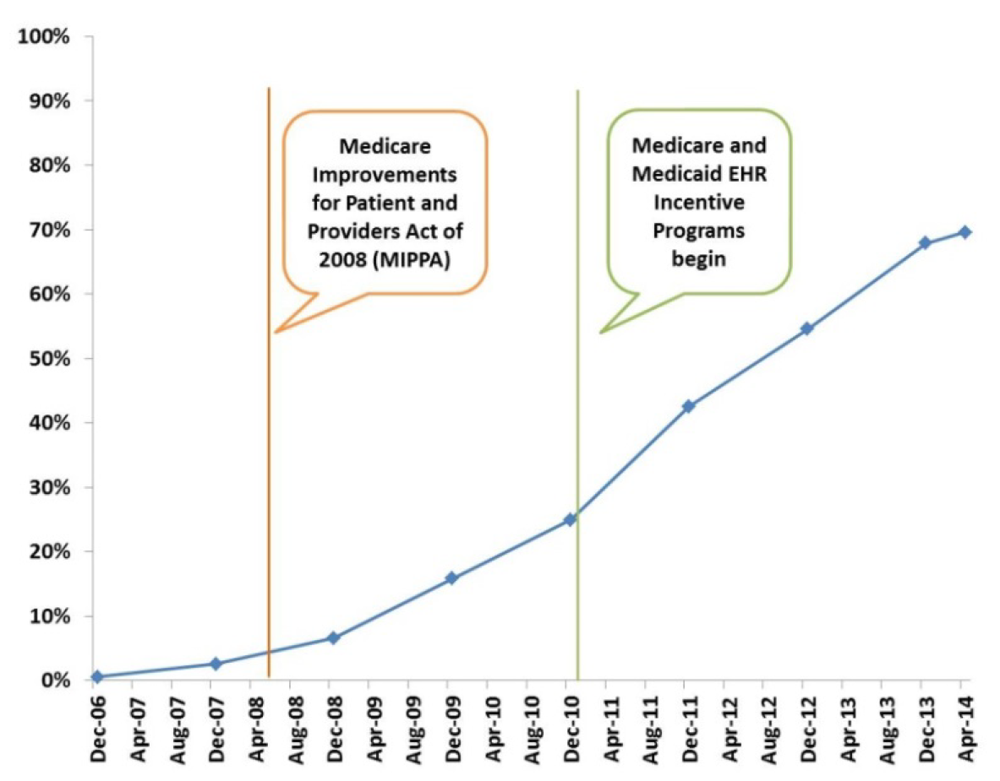 100%
90%
80%
70%
60%
50%
40%
30%
20%
10%
0%
Medicare
Improvements
for Patient and
Providers Act of
2008 (MIPPA)
Medicare and
Medicaid EHR
Incentive
Programs
begin
Dec-06
Apr-07
Aug-07
Dec-07
Apr-08
Aug-08
Dec-08
Apr-09
Aug-09
Dec-09
Apr-10
Aug-10
Dec-10
Apr-11
Aug-11
Dec-11
Apr-12
Aug-12
Dec-12
Apr-13
Aug-13
Dec-13
Apr-14